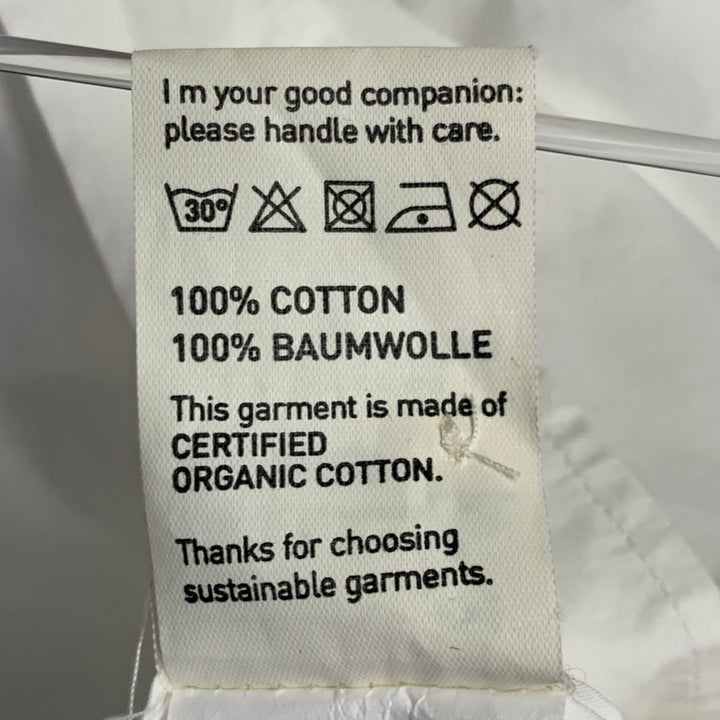 I m your good companion:
please handle with care.
30°
100% COTTON
100% BAUMWOLLE
This garment is made of
CERTIFIED
ORGANIC COTTON.
Thanks for choosing
sustainable garments.